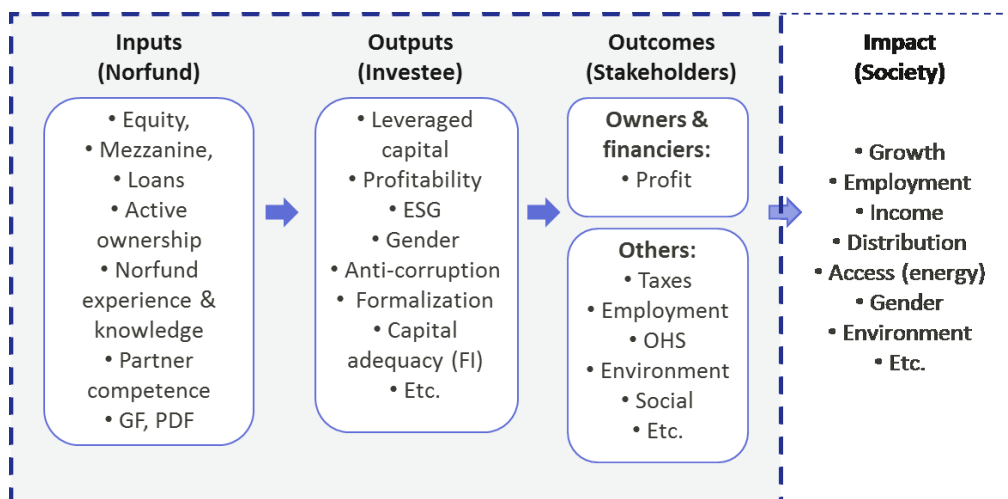 Inputs
(Norfund)
• Equity,
• Mezzanine,
• Loans
• Active
ownership
• Norfund
experience &
knowledge
• Partner
competence
• GF, PDF
Outputs
(Investee)
• Leveraged
capital
• Profitability
• ESG
• Gender
• Anti-corruption
• Formalization
• Capital
adequacy (FI)
• Etc.
Outcomes
(Stakeholders)
Owners &
financiers:
• Profit
Others:
• Taxes
• Employment
• OHS
• Environment
• Social
• Etc.
Impact
(Society)
• Growth
• Employment
• Income
• Distribution
• Access (energy)
• Gender
• Environment
• Etc.